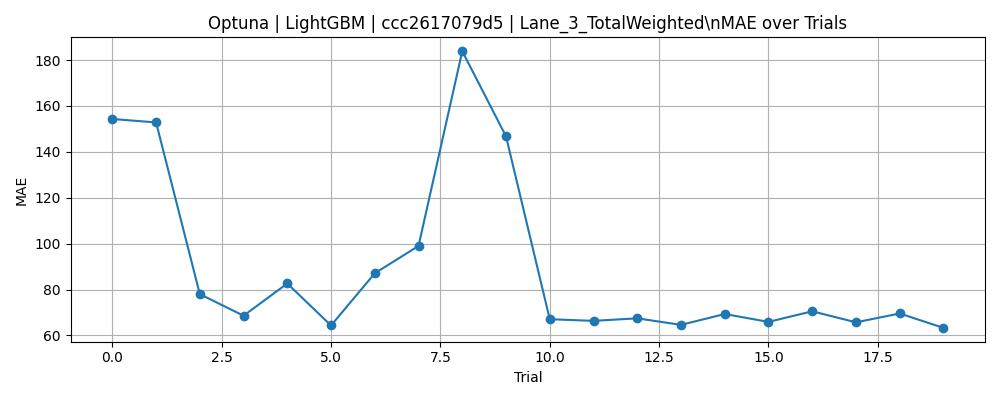 Optuna | LightGBM | ccc2617079d5 | Lane_3_TotalWeighted\nMAE over Trials
180
160
140
120
100
80
60
MAE
0.0 2.5 5.0 7.5 10.0 12.5 15.0 17.5
Trial